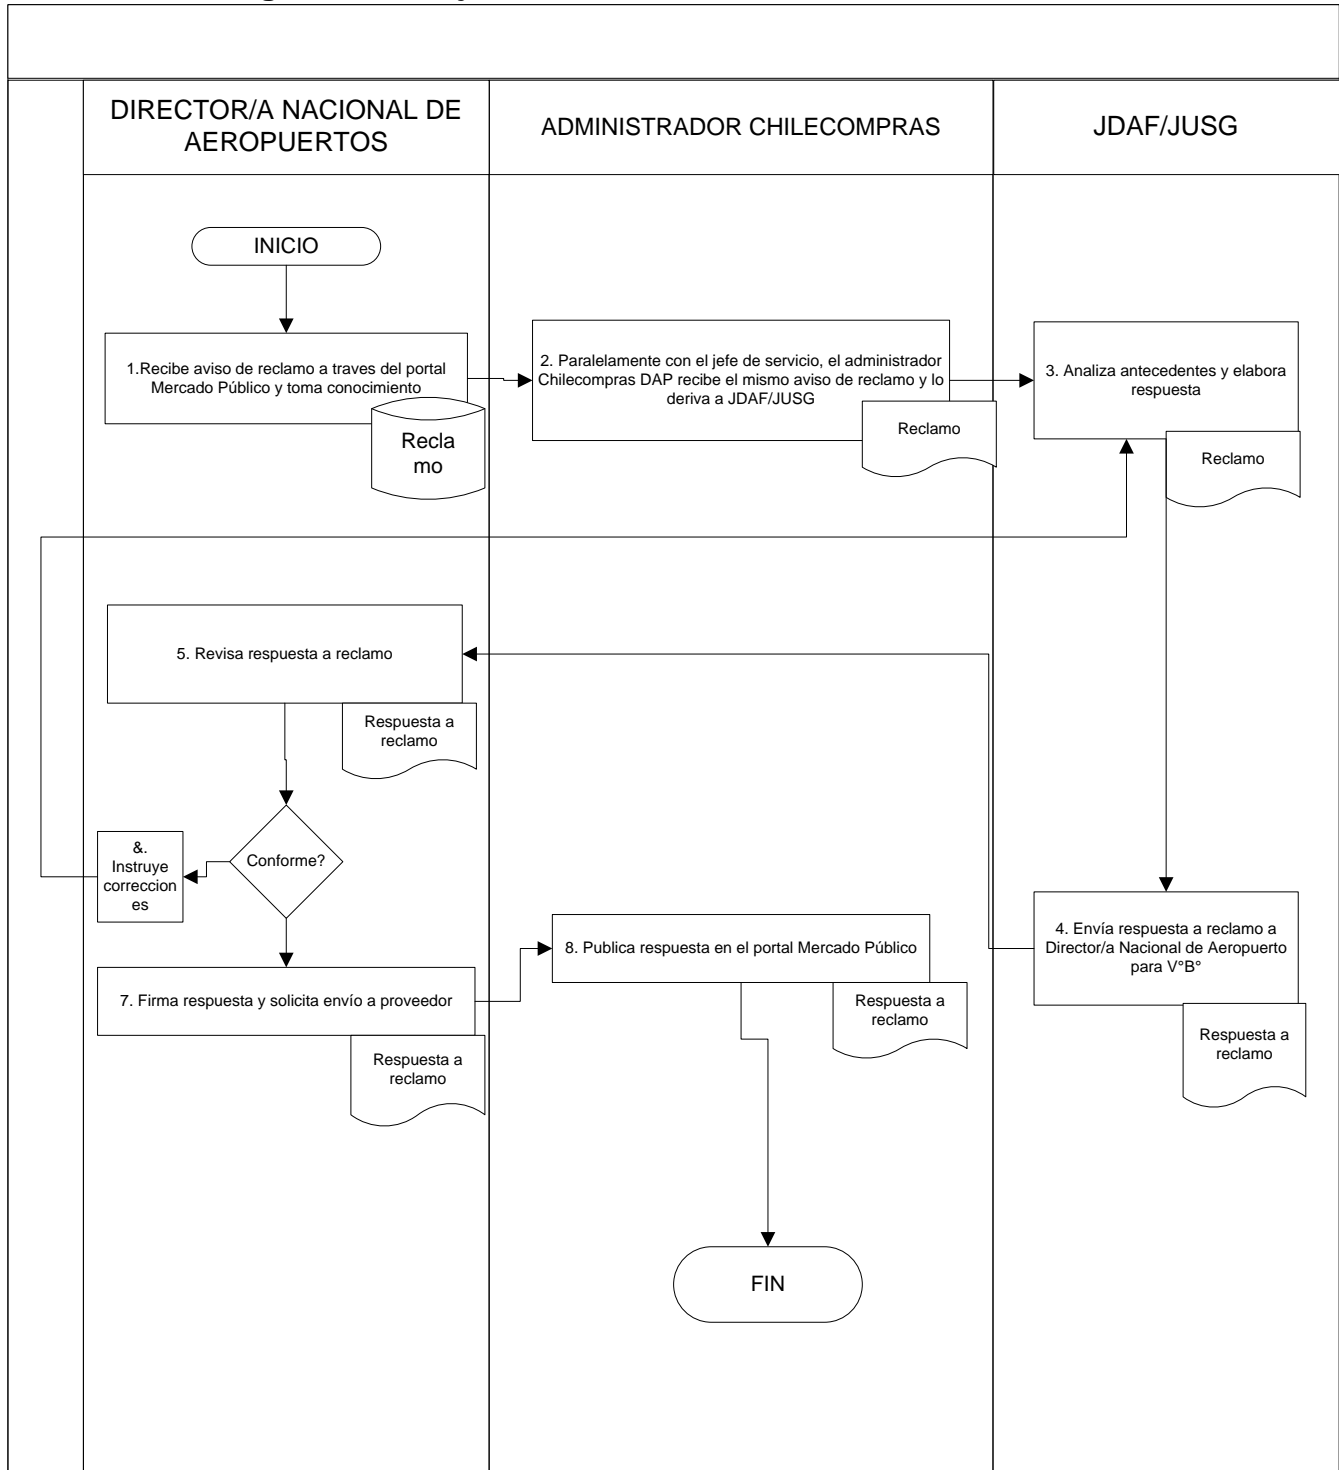 DIRECTOR/A NACIONAL DE
AEROPUERTOS
ADMINISTRADOR CHILECOMPRAS
JDAF/JUSG
INICIO
1.Recibe aviso de reclamo a traves del portal
Mercado Público y toma conocimiento
Recla
mo
2. Paralelamente con el jefe de servicio, el administrador
Chilecompras DAP recibe el mismo aviso de reclamo y lo
deriva a JDAF/JUSG
Reclamo
3. Analiza antecedentes y elabora
respuesta
Reclamo
5. Revisa respuesta a reclamo
Respuesta a
reclamo
Conforme?
&.
Instruye
correccion
es
4. Envía respuesta a reclamo a
Director/a Nacional de Aeropuerto
para V°B°
Respuesta a
reclamo
7. Firma respuesta y solicita envío a proveedor
Respuesta a
reclamo
8. Publica respuesta en el portal Mercado Público
Respuesta a
reclamo
FIN